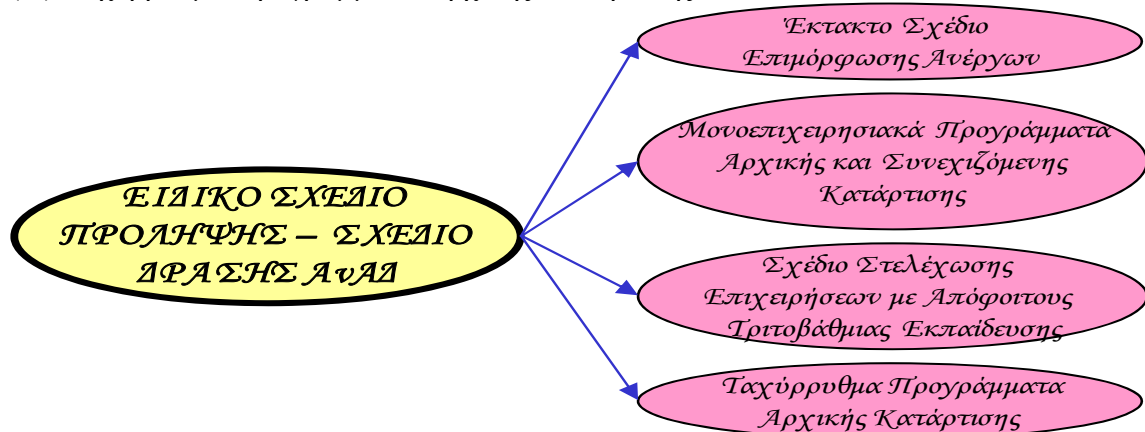 Έκτακτο Σχέδιο
Επιμόρφωσης Ανέργων
Μονοεπιχειρησιακά Προγράμματα
Αρχικής και Συνεχιζόμενης
Κατάρτισης
ΕΙΔΙΚΟ ΣΧΕΔΙΟ
ΠΡΟΛΗΨΗΣ – ΣΧΕΔΙΟ
ΔΡΑΣΗΣ ΑνΑΔ
Σχέδιο Στελέχωσης
Επιχειρήσεων με Απόφοιτους
Τριτοβάθμιας Εκπαίδευσης
Ταχύρρυθμα Προγράμματα
Αρχικής Κατάρτισης